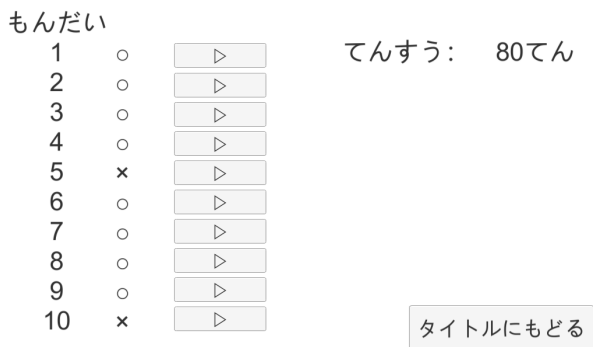 もんだい
1 ○ ▷
2 ○ ▷
3 ○ ▷
4 ○ ▷
5 × ▷
6 ○ ▷
7 ○ ▷
8 ○ ▷
9 ○ ▷
10 × ▷
てんすう: 80てん
タイトルにもどる